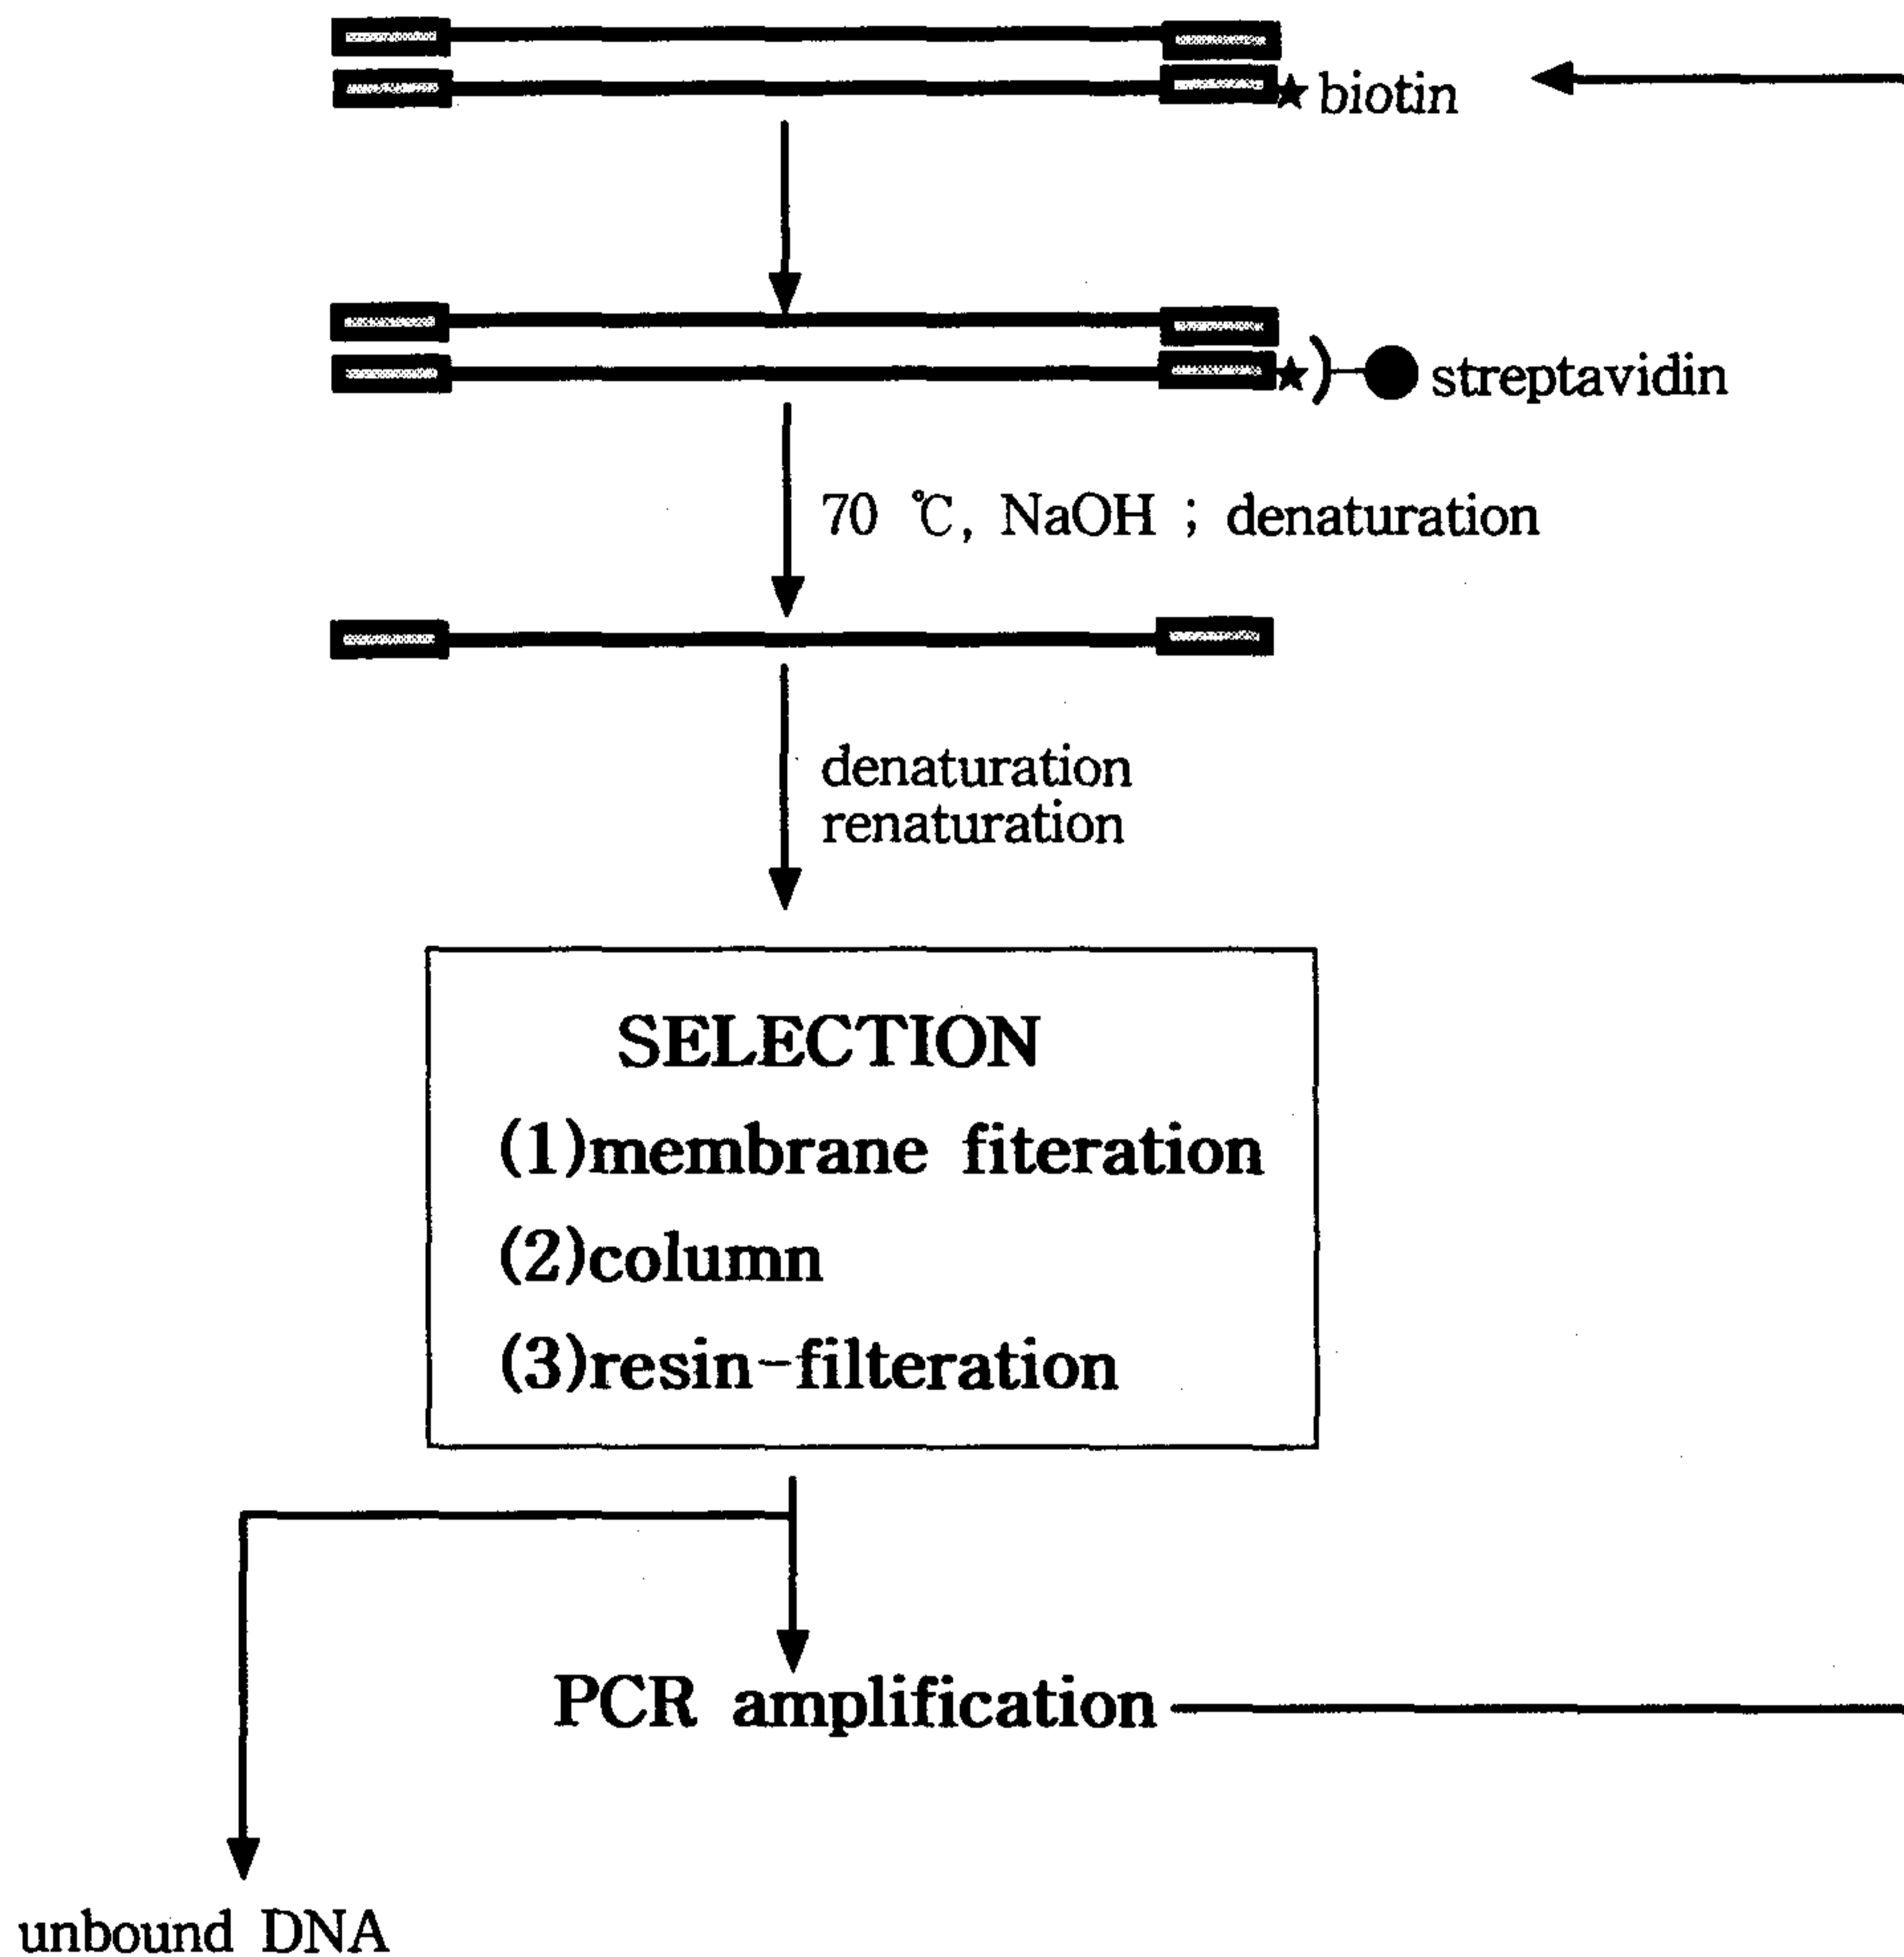 biotin
streptavidin
70 ℃, NaOH ; denaturation
denaturation
renaturation
SELECTION
(1)membrane fiteration
(2)column
(3)resin-filteration
PCR amplification
unbound DNA